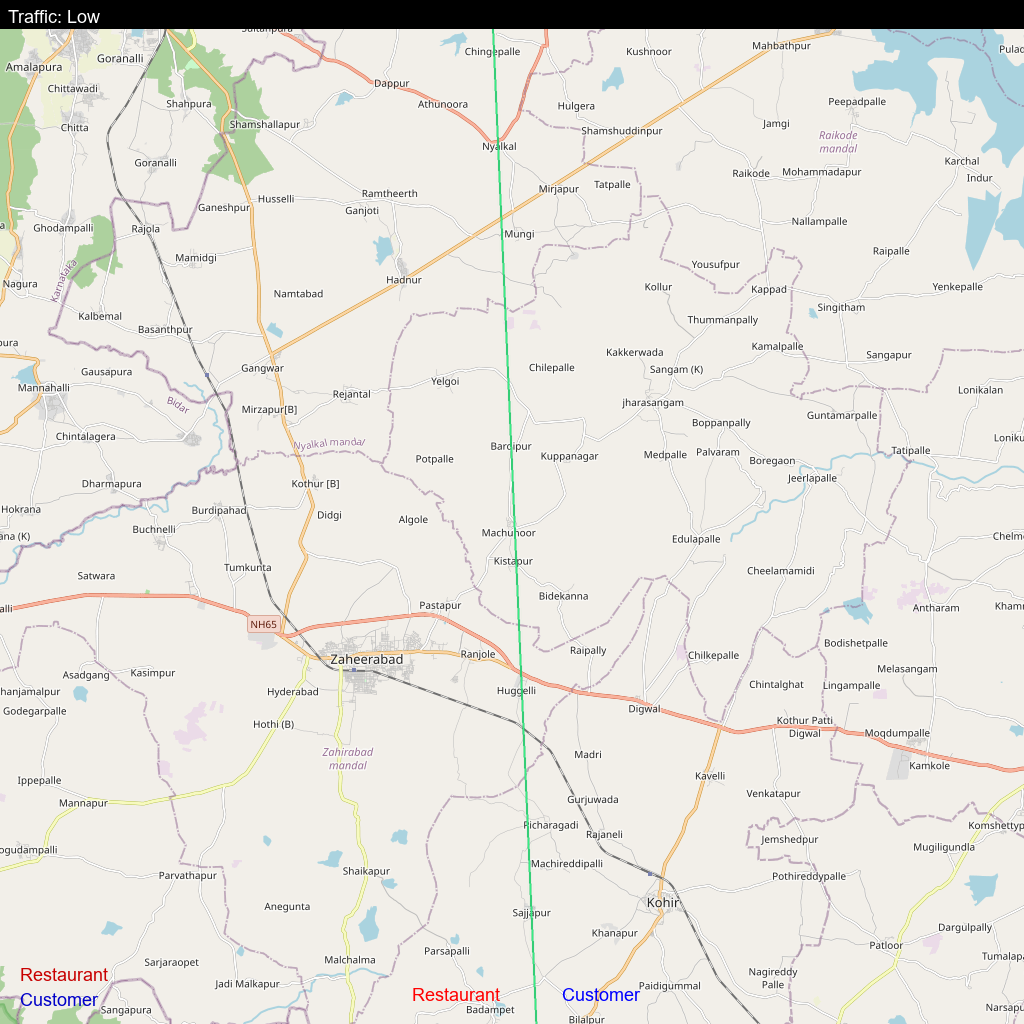 Traffic: Low
Sultanpura
Chingepalle
Kushnoor
Mahbathpur
Goranalli
Amalapura
Chittawadi
Dappur
Athunoora
Hulgera
Peepadpalle
Shahpura
Chitta
Shamshallapur
Shamshuddinpur
Jamgi
Raikode
mandal
Nyalkal
Goranalli
Karchal
Indur
Raikode
Mohammadapur
Ramtheerth
Mirjapur
Tatpalle
Husselli
Ganeshpur
Ganjoti
Nallampalle
Ghodampalli
Rajola
Mungi
Raipalle
Mamidgi
Yousufpur
Karnataka
Nagura
Hadnur
Kollur
Kappad
Yenkepalle
Namtabad
Singitham
Kalbemal
Basanthpur
Thummanpally
Kakkerwada
Kamalpalle
Sangapur
Gangwar
Chilepalle
Sangam (K)
Gausapura
Mannahalli
Yelgoi
Rejantal
Lonikalan
Bidar
Mirzapur[B]
jharasangam
Guntamarpalle
Boppanpally
Chintalagera
Nyalkal mandal
Bardipur
Kuppanagar
Medpalle
Palvaram
Boregon
Tatipalle
Potpalle
Jeerlapalle
Dharmapura
Kothur [B]
Hokrana
Burdipahad
Didgi
Algole
Buchnelli
Machunoor
Edulapalle
Kistapur
Tumkunta
Satwara
Cheelamamidi
Bidekanna
Pastapur
Antharam
NH65
Bodishetpalle
Ranjole
Raipally
Chilkepalle
Zaheerabad
Melasangam
Asadgang
Kasimpur
Hyderabad
Huggelli
Chintalghat
Lingampalle
Godegarpalle
Digwal
Hothi (B)
Kothur Patti
Digwal
Moqdumpalle
Zahirabad
mandal
Madri
Kamkole
Ippepalle
Kavelli
Mannapur
Gurjuwada
Venkatapur
Picharagadi
Rajaneli
Jemshedpur
Mugiligundla
Machireddipalli
Parvathapur
Shaikapur
Pothireddypalle
Anegunta
Kohir
Sajjapur
Dargulpally
Khanapur
Patloor
Parsapalli
Sarjaraopet
Malchalma
Nagireddy
Palle
Restaurant
Customer
Jadi Malkapur
Paidigummal
Restaurant
Customer
Sangapura
Badampet
Bilalpur